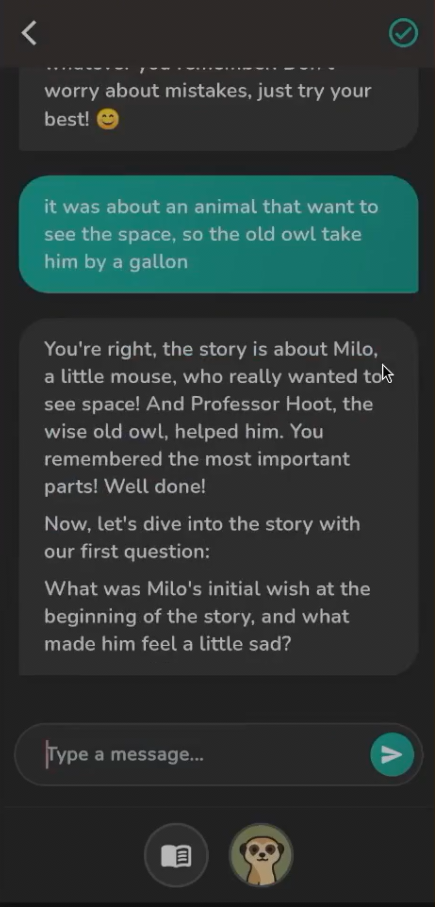 worry about mistakes, just try your
best! 😊
it was about an animal that want to
see the space, so the old owl take
him by a gallon
You're right, the story is about Milo,
a little mouse, who really wanted to
see space! And Professor Hoot, the
wise old owl, helped him. You
remembered the most important
parts! Well done!
Now, let's dive into the story with
our first question:
What was Milo's initial wish at the
beginning of the story, and what
made him feel a little sad?
Type a message...